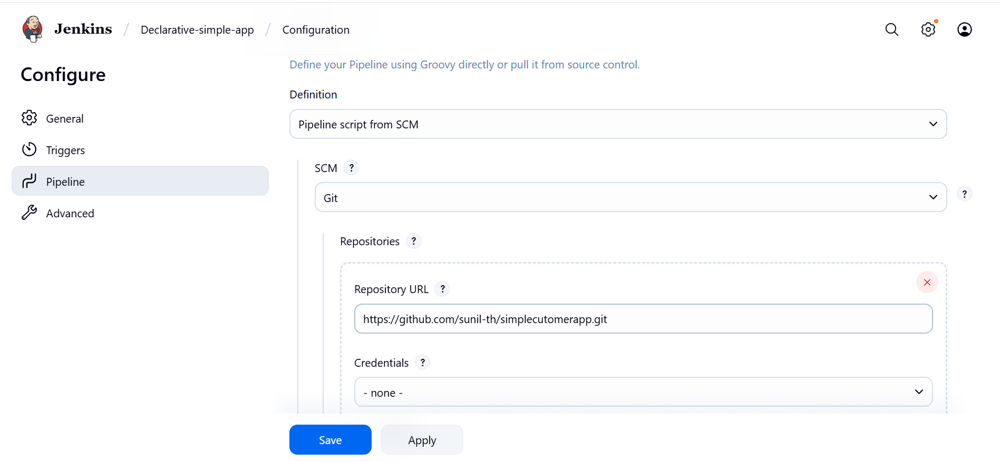 Jenkins / Declarative-simple-app / Configuration
Configure
General
Triggers
Pipeline
Advanced
Define your Pipeline using Groovy directly or pull it from source control.
Definition
Pipeline script from SCM
SCM ?
Git
?
Repositories ?
Repository URL ?
https://github.com/sunil-th/simplecutomerapp.git
Credentials ?
- none -
Save
Apply